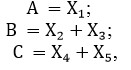 A = X₁;
B = X₂ + X₃;
C = X₄ + X₅,